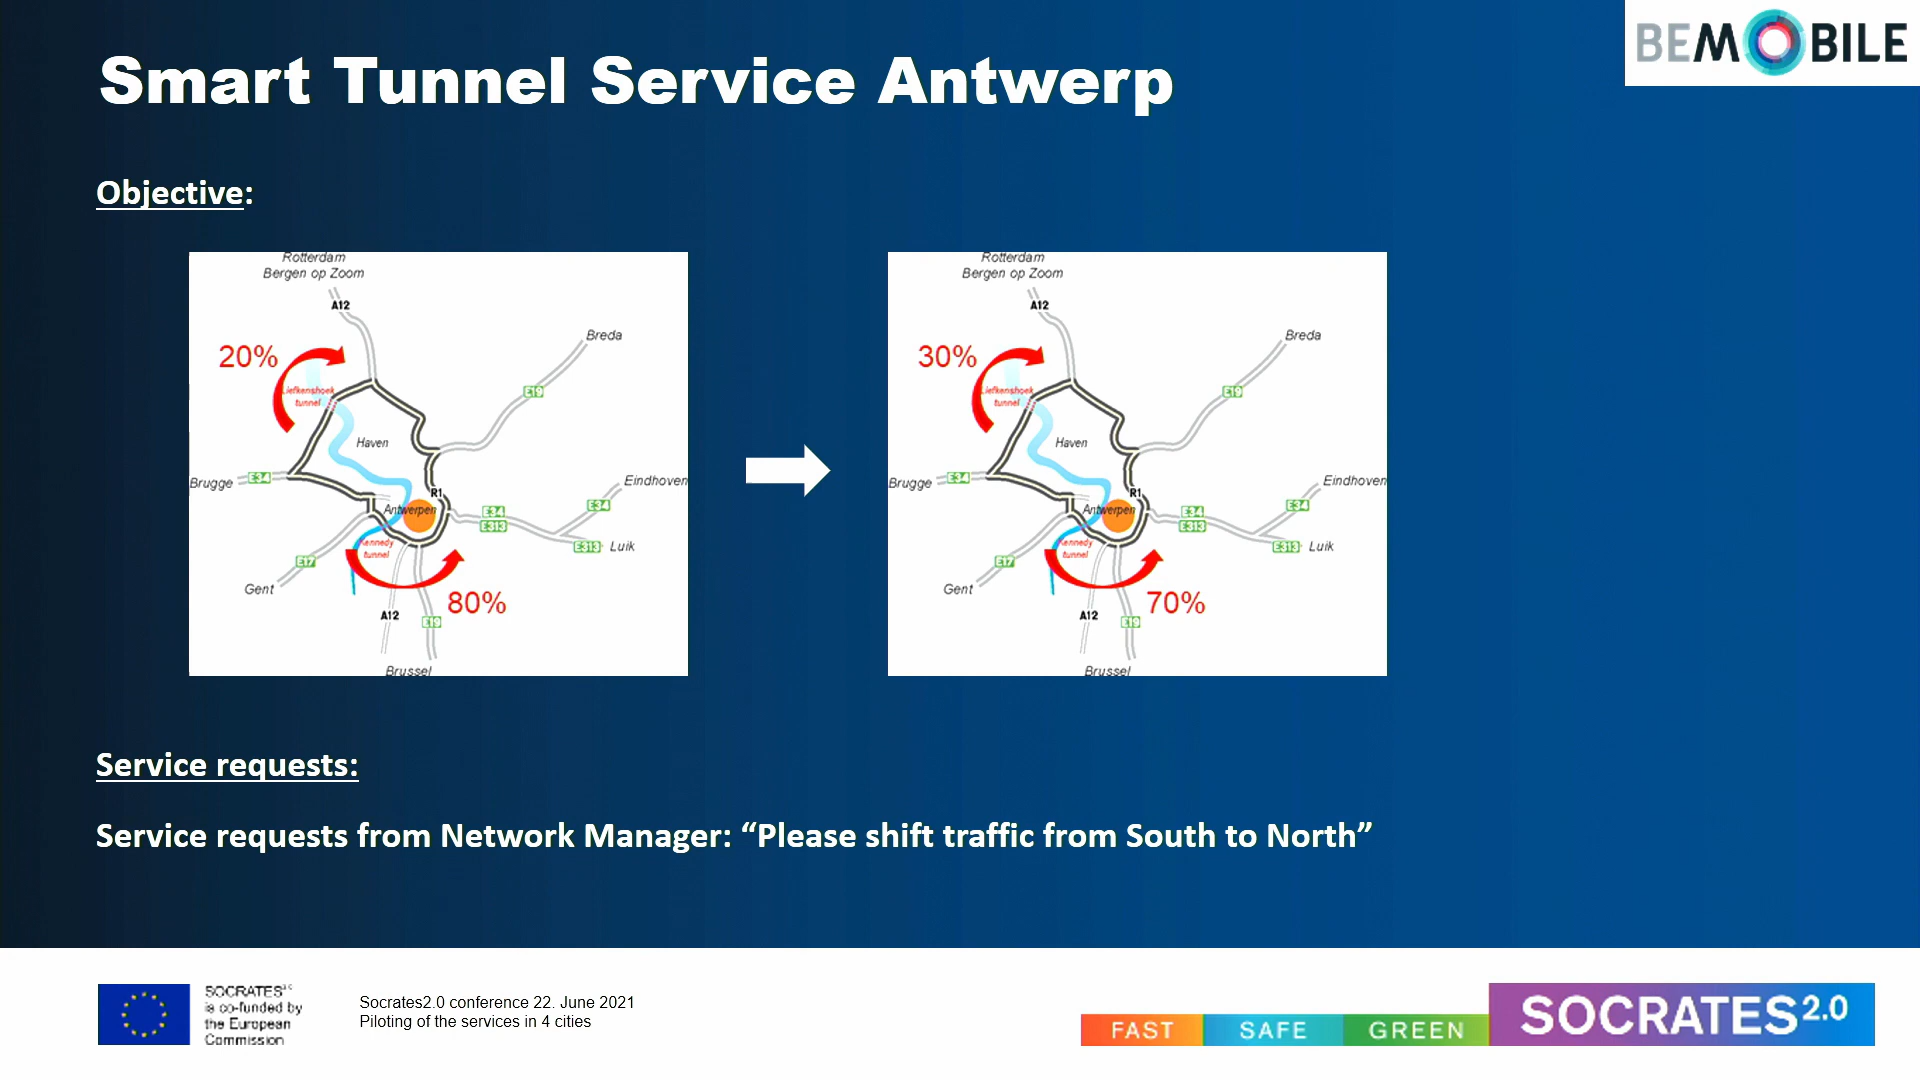 BEMOBILE
Smart Tunnel Service Antwerp
Objective:
Rotterdam
Bergen op Zoom
A12
Breda
20%
Liefkenshoek
tunnel
E19
Haven
Brugge
E34
Eindhoven
R1
Antwerpen
E34
E313
E34
Kennedy
tunnel
E313
Luik
E17
Gent
80%
A12
E19
Brussel
Rotterdam
Bergen op Zoom
A12
Breda
30%
Liefkenshoek
tunnel
E19
Haven
Brugge
E34
Eindhoven
R1
Antwerpen
E34
E313
E34
Kennedy
tunnel
E313
Luik
E17
Gent
70%
A12
E19
Brussel
Service requests:
Service requests from Network Manager: “Please shift traffic from South to North”
SOCRATES2.0
is co-funded by
the European
Commission
Socrates2.0 conference 22. June 2021
Piloting of the services in 4 cities
FAST SAFE GREEN
SOCRATES2.0